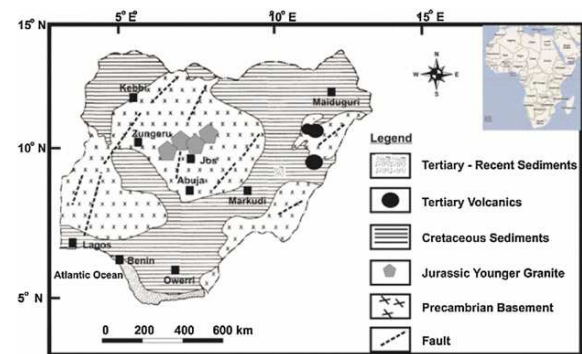 5° E 10° E 15° E
15° N
N
W E
S
Kebbi
Maiduguri
Zungeru
10° N
Jos
Abuja
Markudi
Lagos
Benin
Atlantic Ocean
Owerri
5° N
0 200 400 600 km
Legend
Tertiary - Recent Sediments
Tertiary Volcanics
Cretaceous Sediments
Jurassic Younger Granite
Precambrian Basement
Fault